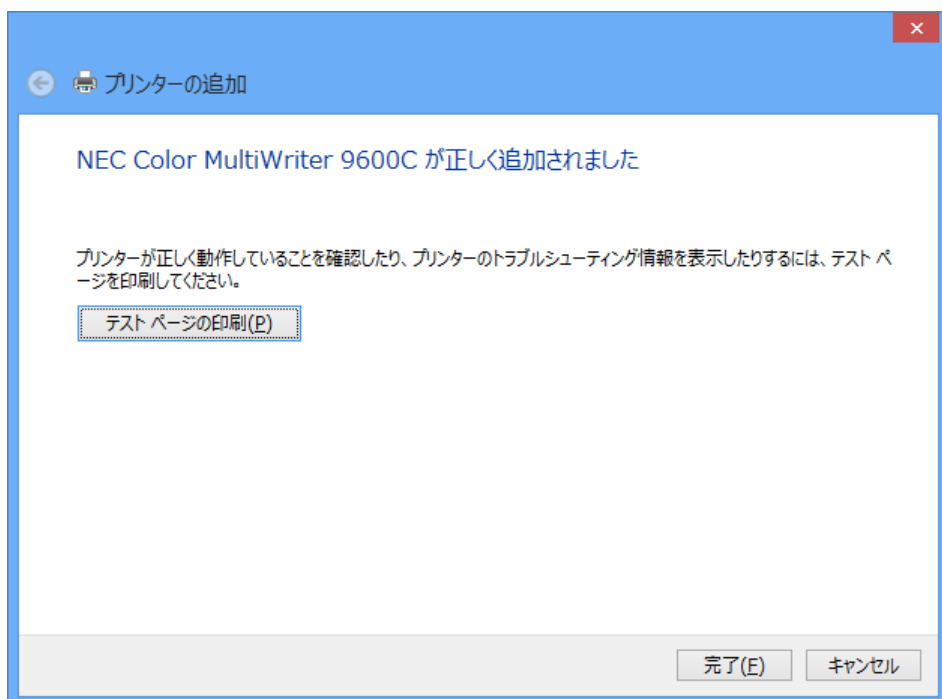 プリンターの追加
NEC Color MultiWriter 9600C が正しく追加されました
プリンターが正しく動作していることを確認したり、プリンターのトラブルシューティング情報を表示したりするには、テスト ペ
ージを印刷してください。
テスト ページの印刷(P)
完了(F)
キャンセル